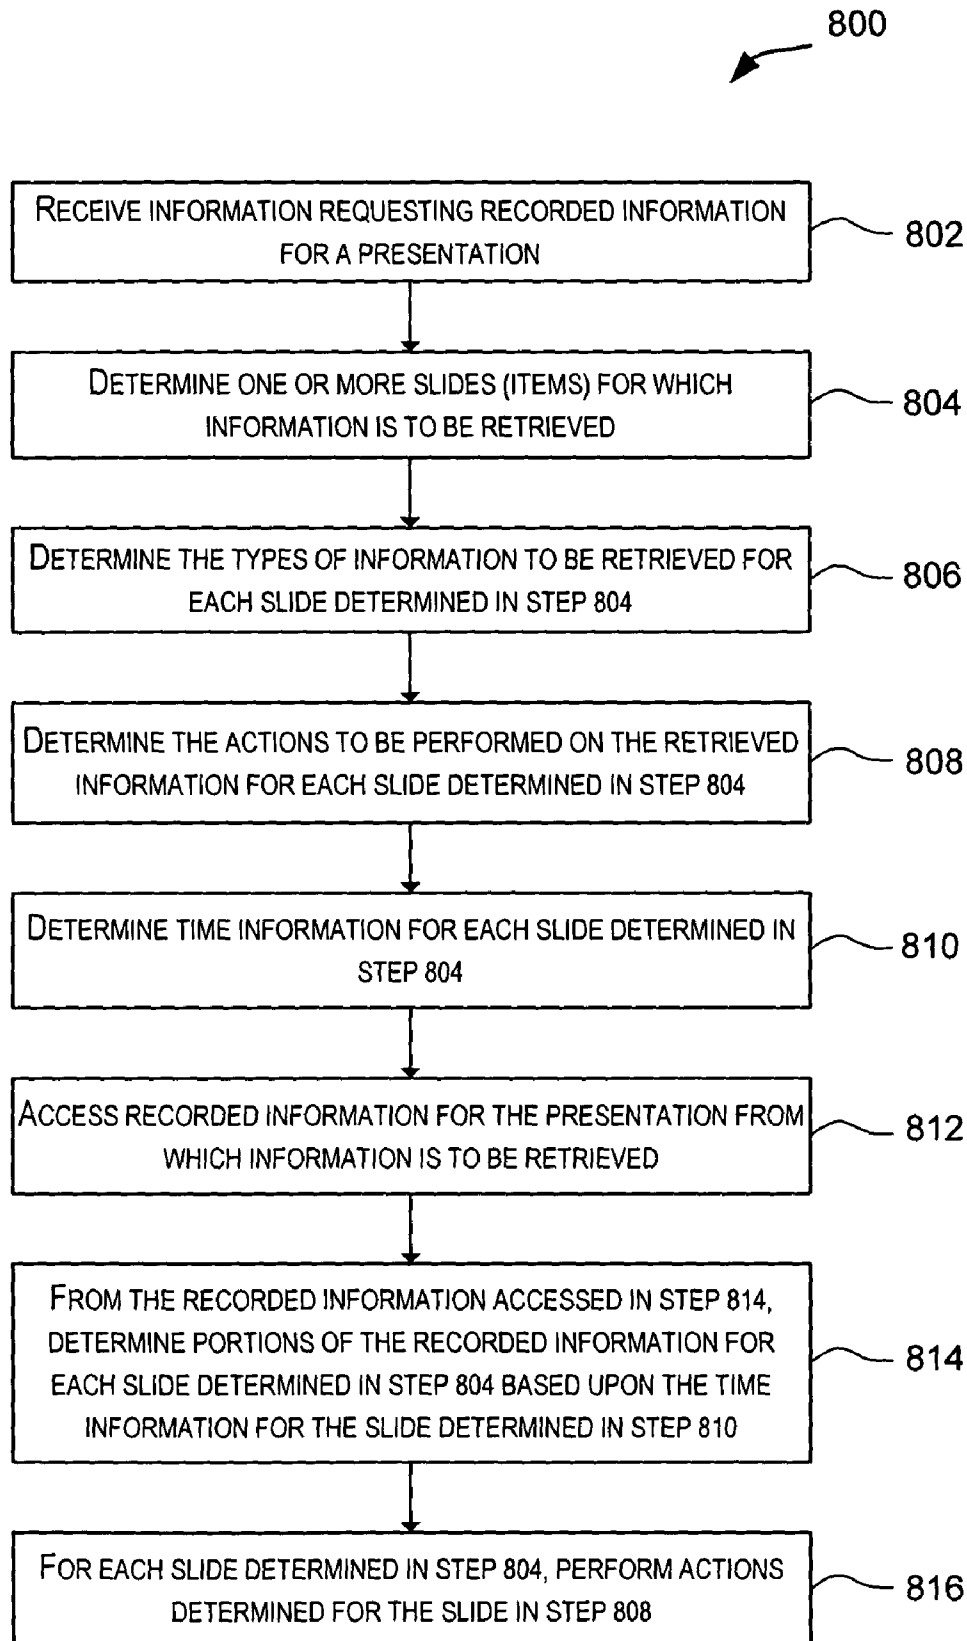 800
RECEIVE INFORMATION REQUESTING RECORDED INFORMATION
FOR A PRESENTATION
802
DETERMINE ONE OR MORE SLIDES (ITEMS) FOR WHICH
INFORMATION IS TO BE RETRIEVED
804
DETERMINE THE TYPES OF INFORMATION TO BE RETRIEVED FOR
EACH SLIDE DETERMINED IN STEP 804
806
DETERMINE THE ACTIONS TO BE PERFORMED ON THE RETRIEVED
INFORMATION FOR EACH SLIDE DETERMINED IN STEP 804
808
DETERMINE TIME INFORMATION FOR EACH SLIDE DETERMINED IN
STEP 804
810
ACCESS RECORDED INFORMATION FOR THE PRESENTATION FROM
WHICH INFORMATION IS TO BE RETRIEVED
812
FROM THE RECORDED INFORMATION ACCESSED IN STEP 814,
DETERMINE PORTIONS OF THE RECORDED INFORMATION FOR
EACH SLIDE DETERMINED IN STEP 804 BASED UPON THE TIME
INFORMATION FOR THE SLIDE DETERMINED IN STEP 810
814
FOR EACH SLIDE DETERMINED IN STEP 804, PERFORM ACTIONS
DETERMINED FOR THE SLIDE IN STEP 808
816